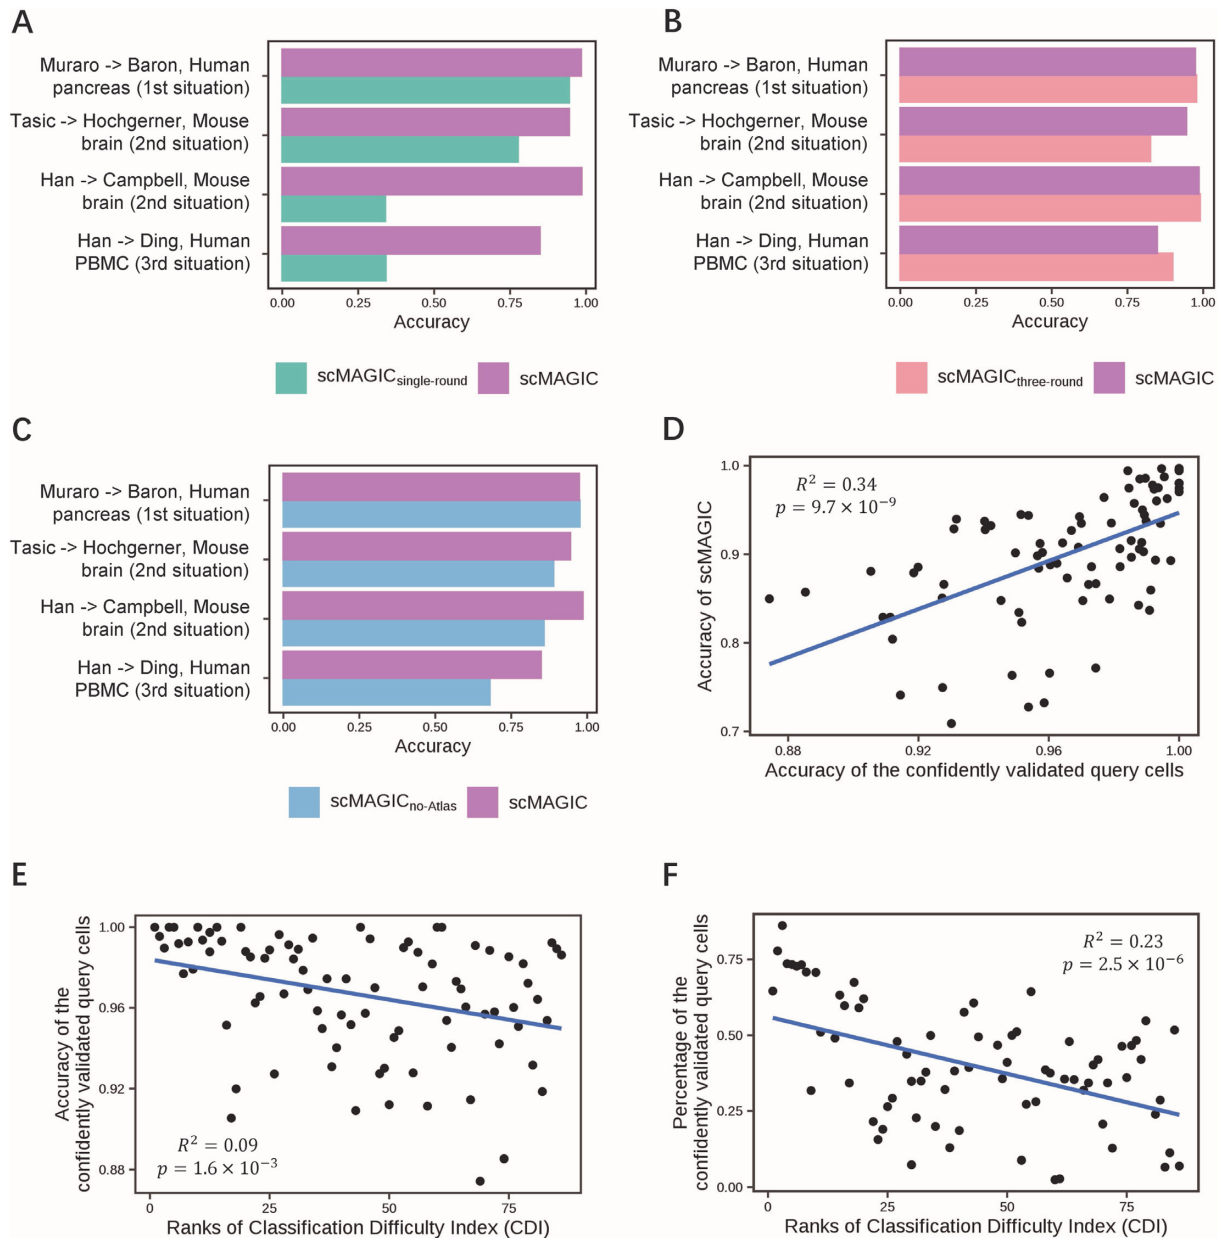 A
Muraro -> Baron, Human
pancreas (1st situation)
Tasic -> Hochgerner, Mouse
brain (2nd situation)
Han -> Campbell, Mouse
brain (2nd situation)
Han -> Ding, Human
PBMC (3rd situation)
0.00 0.25 0.50 0.75 1.00
Accuracy
scMAGICsingle-round scMAGIC
B
Muraro -> Baron, Human
pancreas (1st situation)
Tasic -> Hochgerner, Mouse
brain (2nd situation)
Han -> Campbell, Mouse
brain (2nd situation)
Han -> Ding, Human
PBMC (3rd situation)
0.00 0.25 0.50 0.75 1.00
Accuracy
scMAGICthree-round scMAGIC
C
Muraro -> Baron, Human
pancreas (1st situation)
Tasic -> Hochgerner, Mouse
brain (2nd situation)
Han -> Campbell, Mouse
brain (2nd situation)
Han -> Ding, Human
PBMC (3rd situation)
0.00 0.25 0.50 0.75 1.00
Accuracy
scMAGICno-Atlas scMAGIC
D
Accuracy of scMAGIC
1.0
0.9
0.8
0.7
R² = 0.34
p = 9.7 × 10⁻⁹
0.88 0.92 0.96 1.00
Accuracy of the confidently validated query cells
E
Accuracy of the
confidently validated query cells
1.00
0.96
0.92
0.88
R² = 0.09
p = 1.6 × 10⁻³
0 25 50 75
Ranks of Classification Difficulty Index (CDI)
F
Percentage of the
confidently validated query cells
0.75
0.50
0.25
0.00
R² = 0.23
p = 2.5 × 10⁻⁶
0 25 50 75
Ranks of Classification Difficulty Index (CDI)